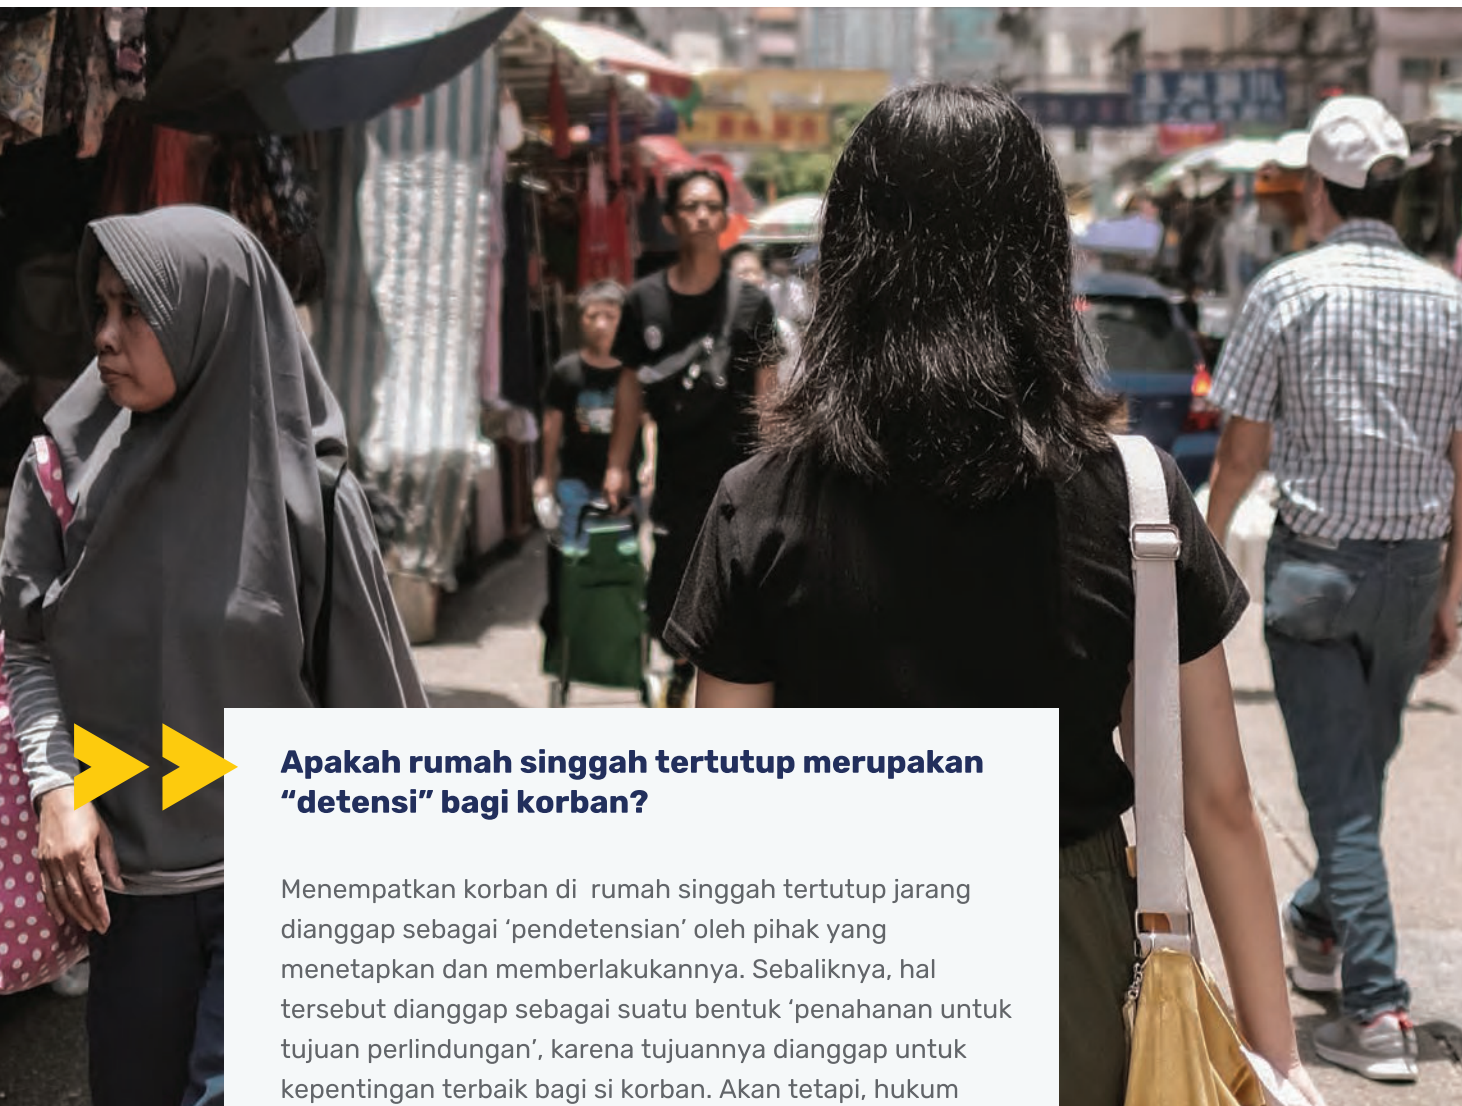 Apakah rumah singgah tertutup merupakan
“detensi” bagi korban?
Menempatkan korban di  rumah singgah tertutup jarang
dianggap sebagai ‘pendetensian’ oleh pihak yang
menetapkan dan memberlakukannya. Sebaliknya, hal
tersebut dianggap sebagai suatu bentuk ‘penahanan untuk
tujuan perlindungan’, karena tujuannya dianggap untuk
kepentingan terbaik bagi si korban. Akan tetapi, hukum